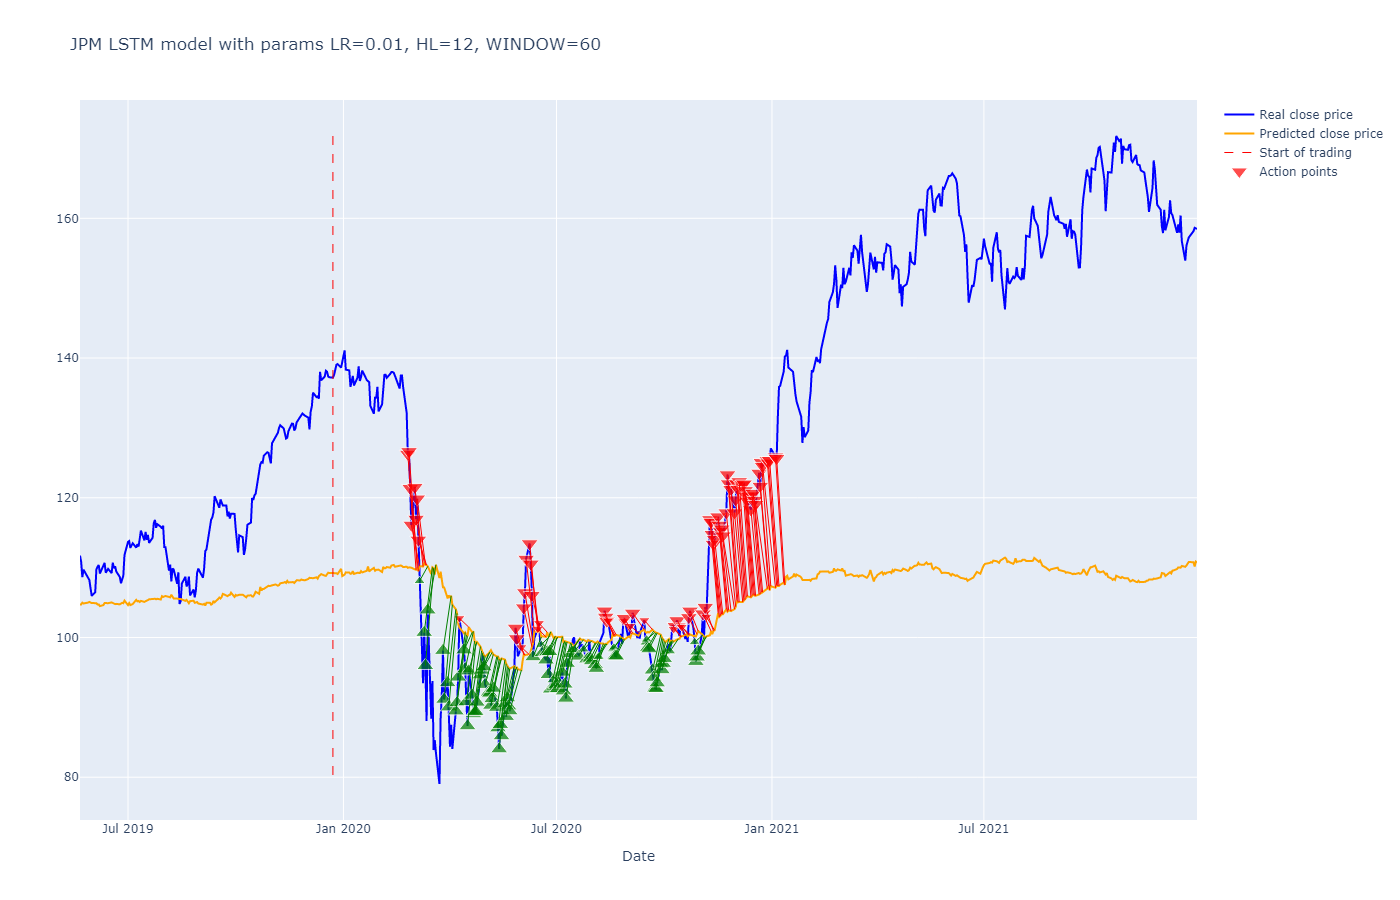 JPM LSTM model with params LR=0.01, HL=12, WINDOW=60
Real close price
Predicted close price
Start of trading
Action points
160
140
120
100
80
Jul 2019
Jan 2020
Jul 2020
Jan 2021
Jul 2021
Date